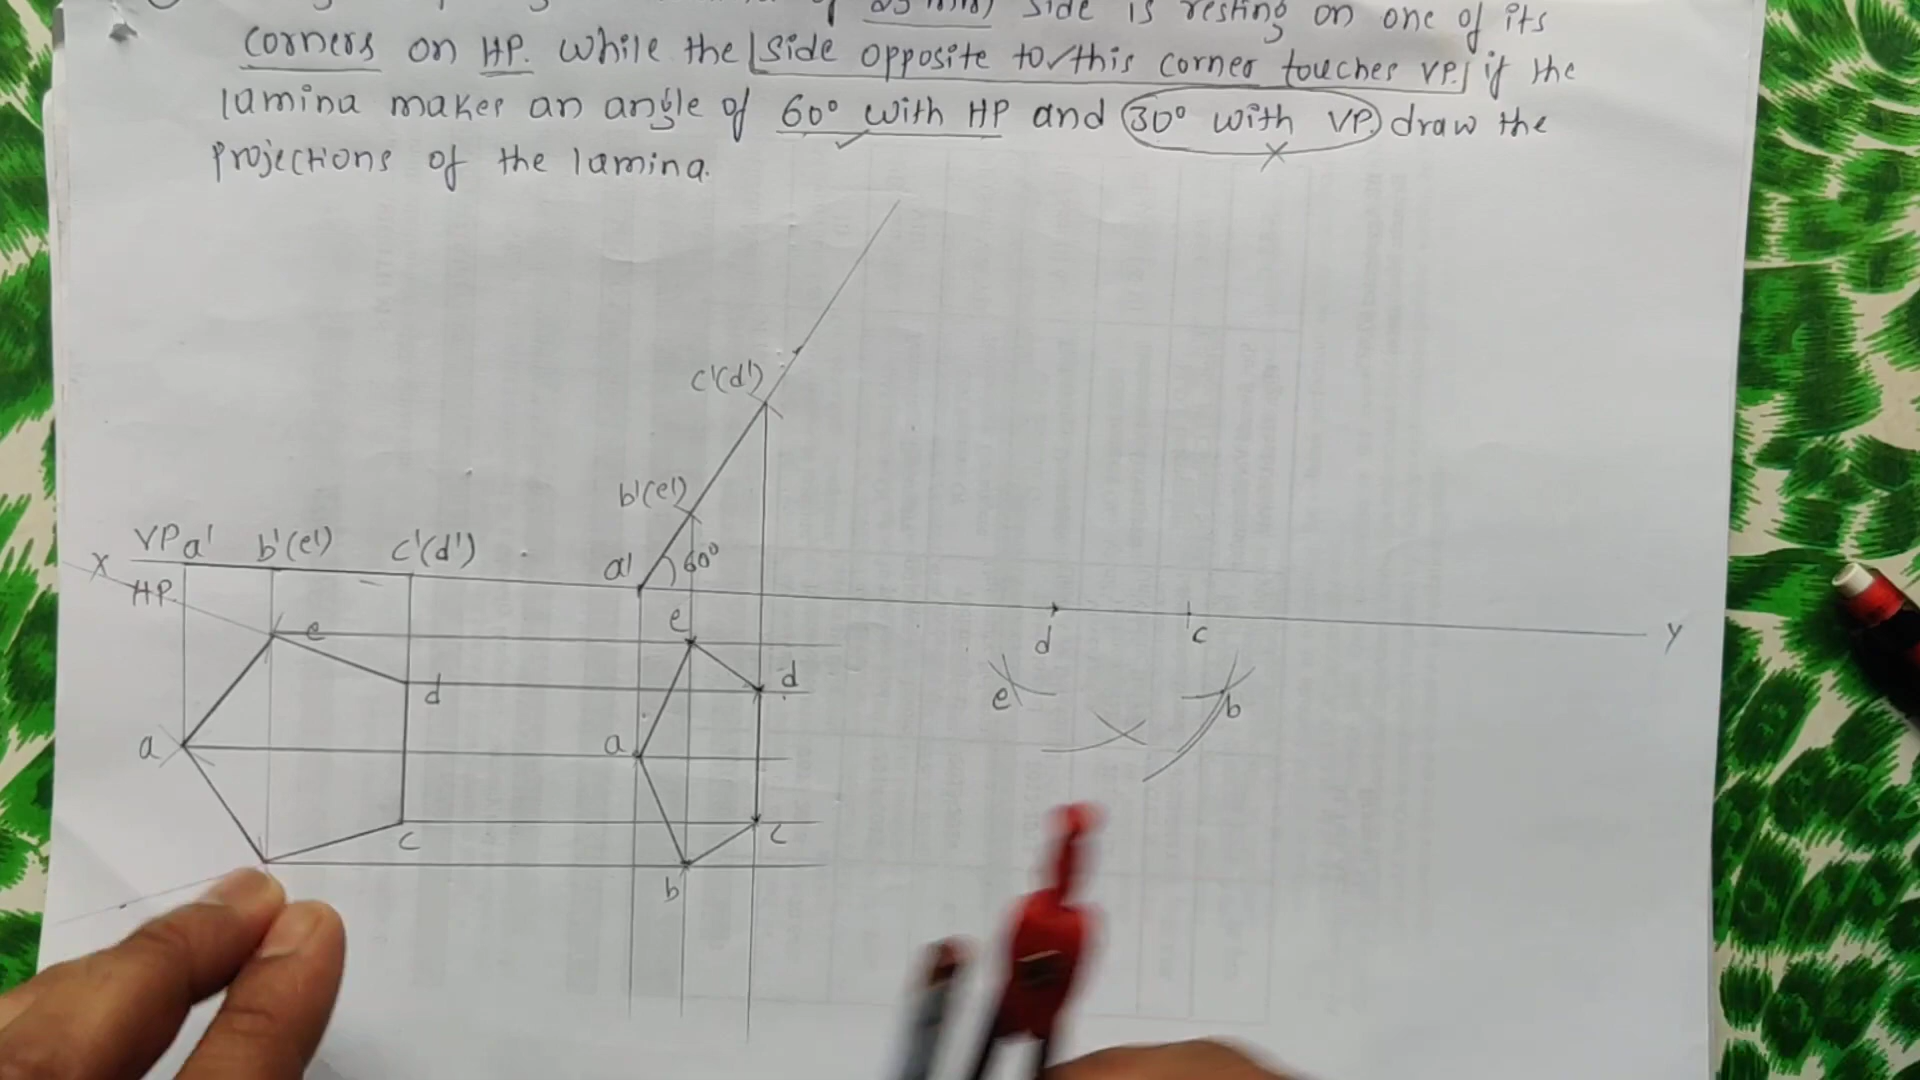 side is resting on one of its
corners on HP. while the side opposite to this corner touches VP. if the
lamina makes an angle of 60° with HP and 30° with VP. draw the
projections of the lamina.
c'(d')
b'(e')
X VP a' b'(e') c'(d') a' 60°
HP
e e d c y
d d e b
a a
c c
b